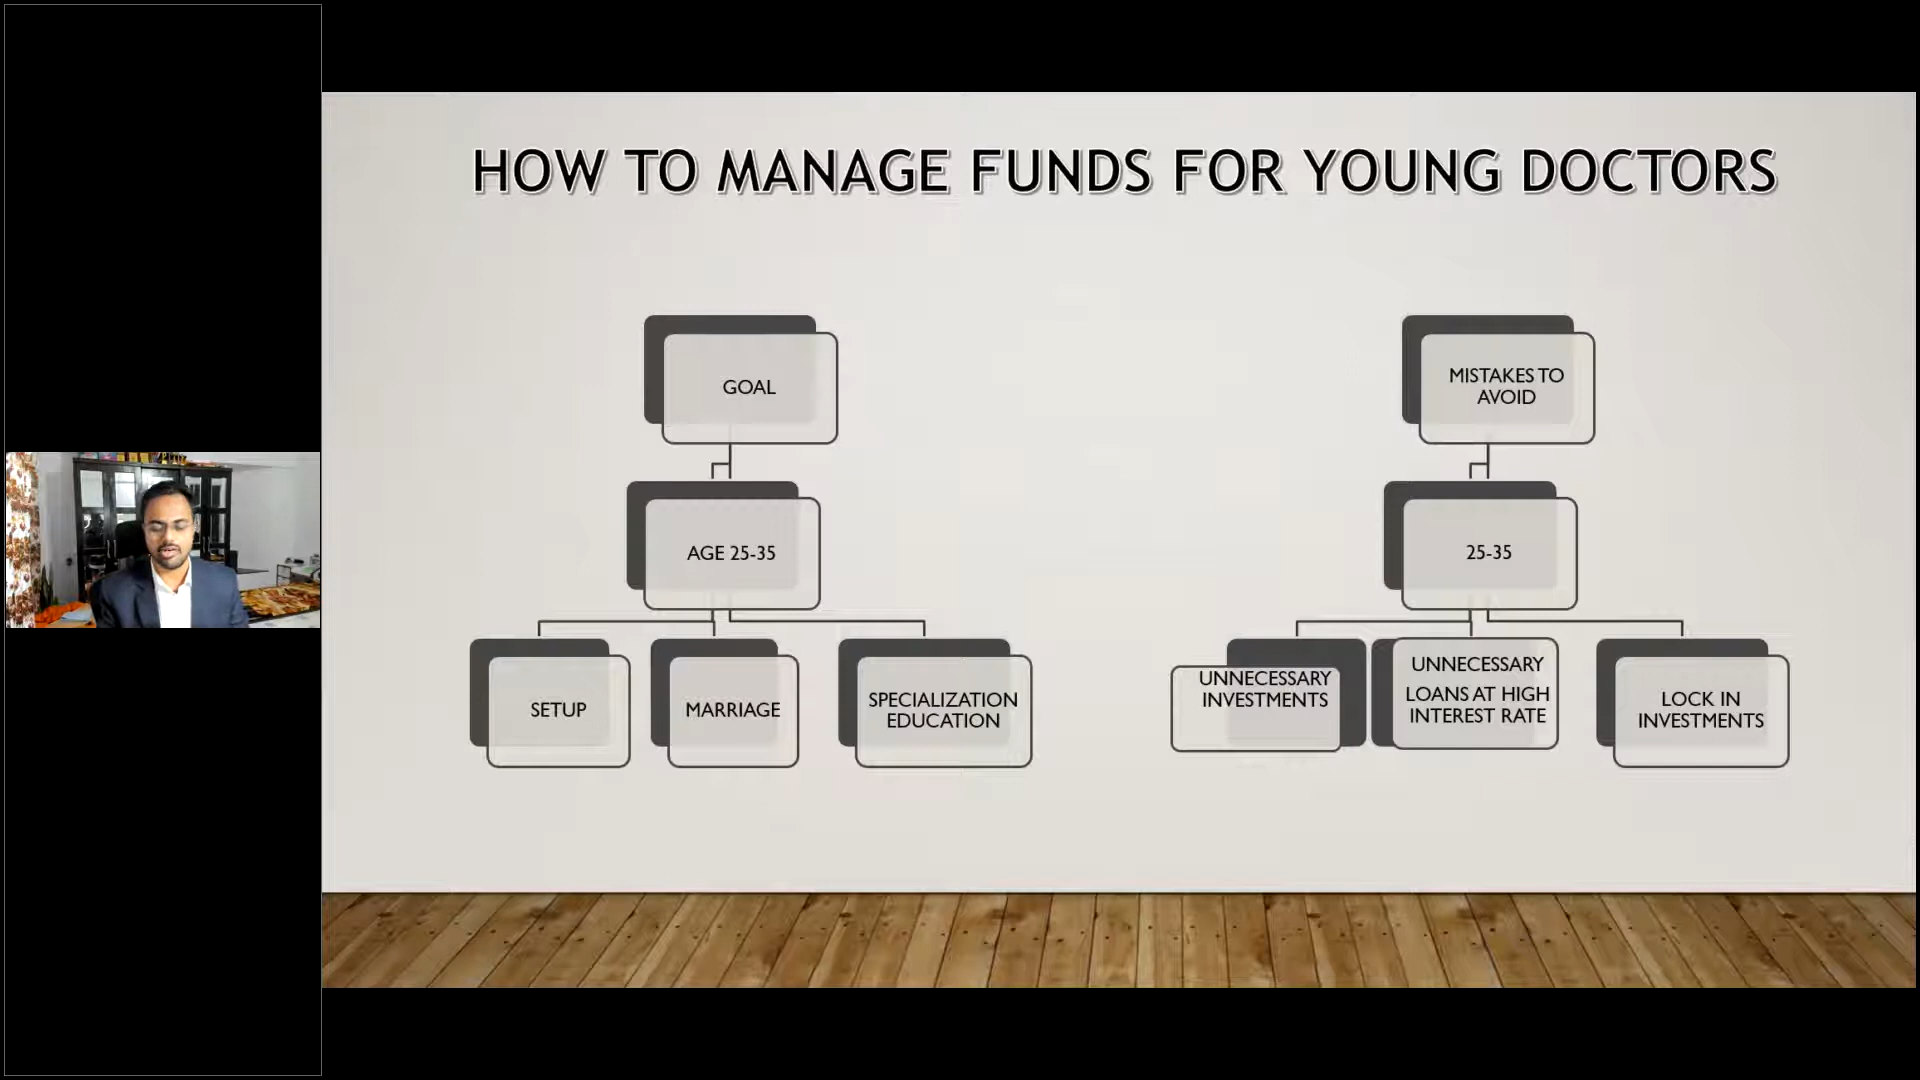 HOW TO MANAGE FUNDS FOR YOUNG DOCTORS
GOAL
AGE 25-35
SETUP
MARRIAGE
SPECIALIZATION
EDUCATION
MISTAKES TO
AVOID
25-35
UNNECESSARY
INVESTMENTS
UNNECESSARY
LOANS AT HIGH
INTEREST RATE
LOCK IN
INVESTMENTS